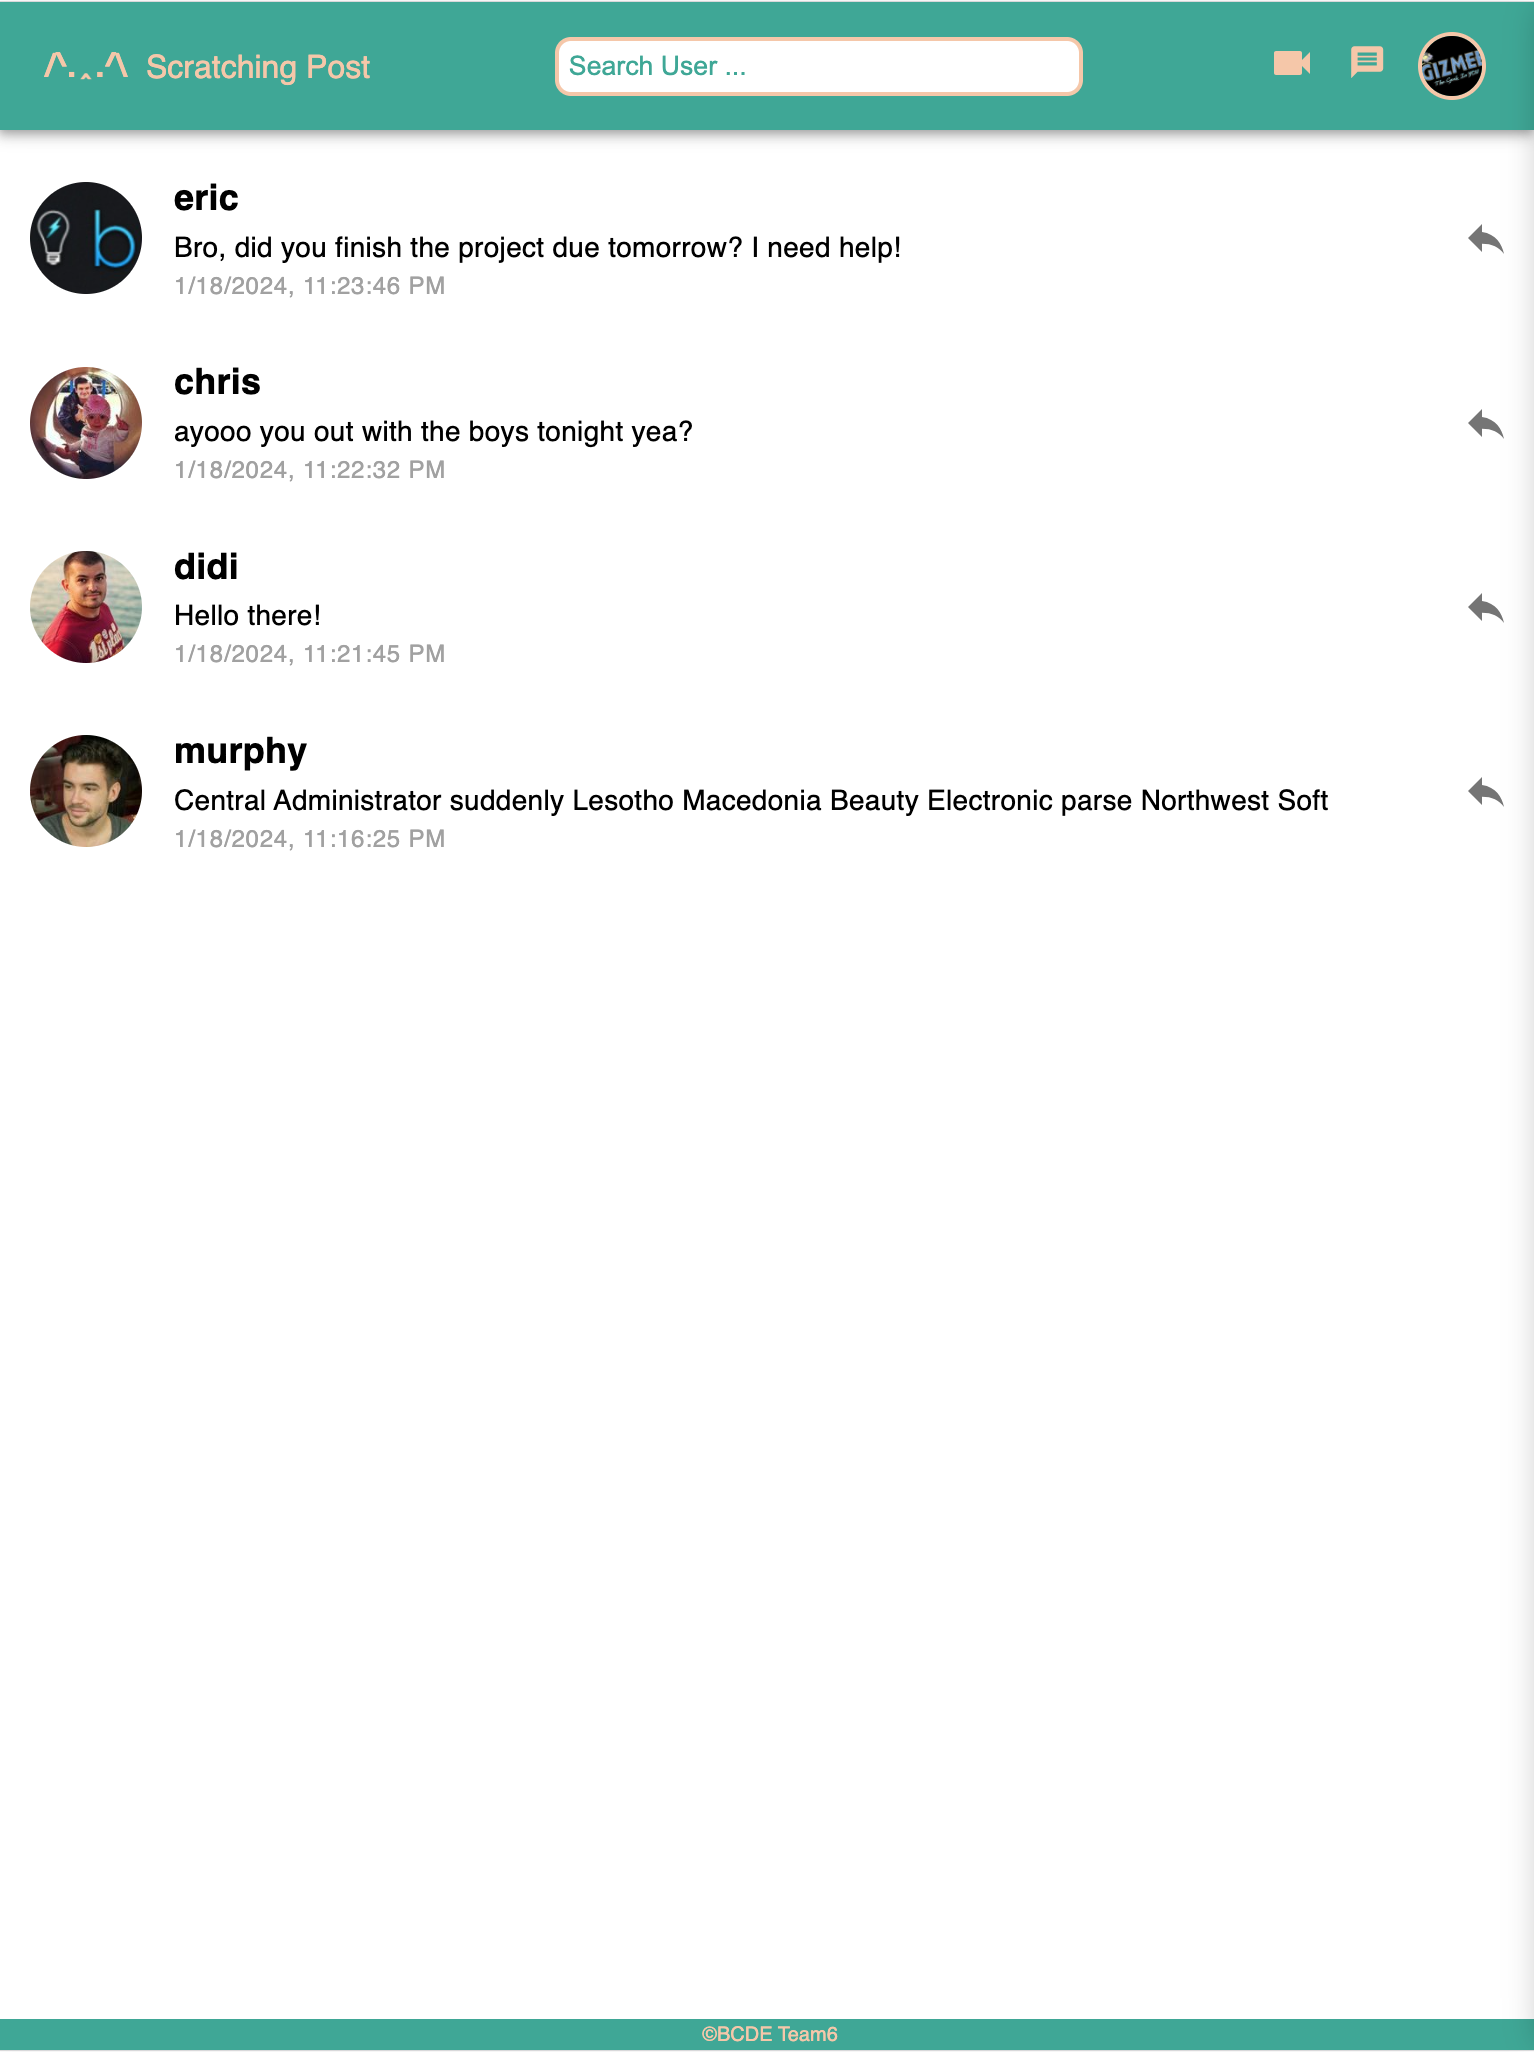 /\.‸./\ Scratching Post
Search User ...
GIZMEE
eric
Bro, did you finish the project due tomorrow? I need help!
1/18/2024, 11:23:46 PM
b
chris
ayooo you out with the boys tonight yea?
1/18/2024, 11:22:32 PM
didi
Hello there!
1/18/2024, 11:21:45 PM
murphy
Central Administrator suddenly Lesotho Macedonia Beauty Electronic parse Northwest Soft
1/18/2024, 11:16:25 PM
©BCDE Team6